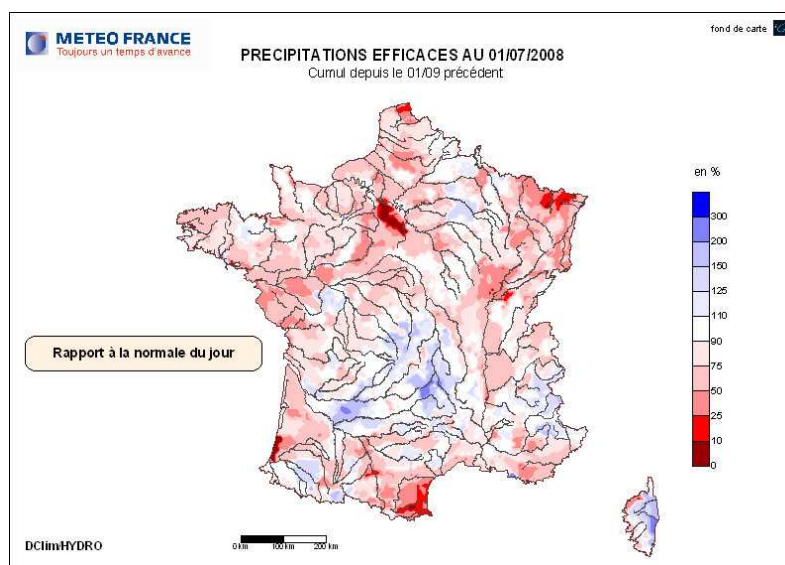 METEO FRANCE
Toujours un temps d'avance
fond de carte
PRECIPITATIONS EFFICACES AU 01/07/2008
Cumul depuis le 01/09 précédent
en %
300
200
150
125
110
90
75
50
25
10
0
Rapport à la normale du jour
DClim/HYDRO
0 km 100 km 200 km